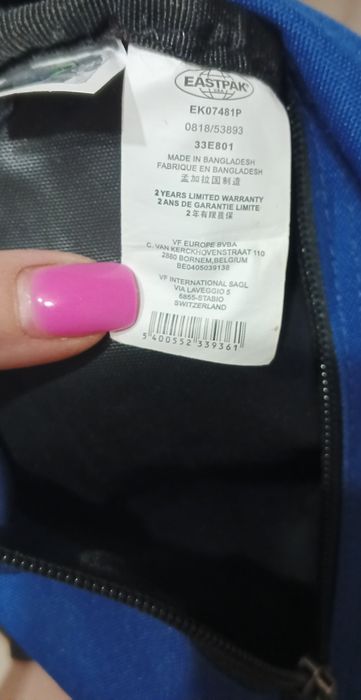 EASTPAK
USA
EK07481P
0818/53893
33E801
MADE IN BANGLADESH
FABRIQUE EN BANGLADESH
孟加拉国制造
2 YEARS LIMITED WARRANTY
2 ANS DE GARANTIE LIMITE
2年有限质保
VF EUROPE BVBA
C. VAN KERCKHOVENSTRAAT 110
2880 BORNEM, BELGIUM
BE0405039138
VF INTERNATIONAL SAGL
VIA LAVEGGIO 5
6855-STABIO
SWITZERLAND
5 400552 339361